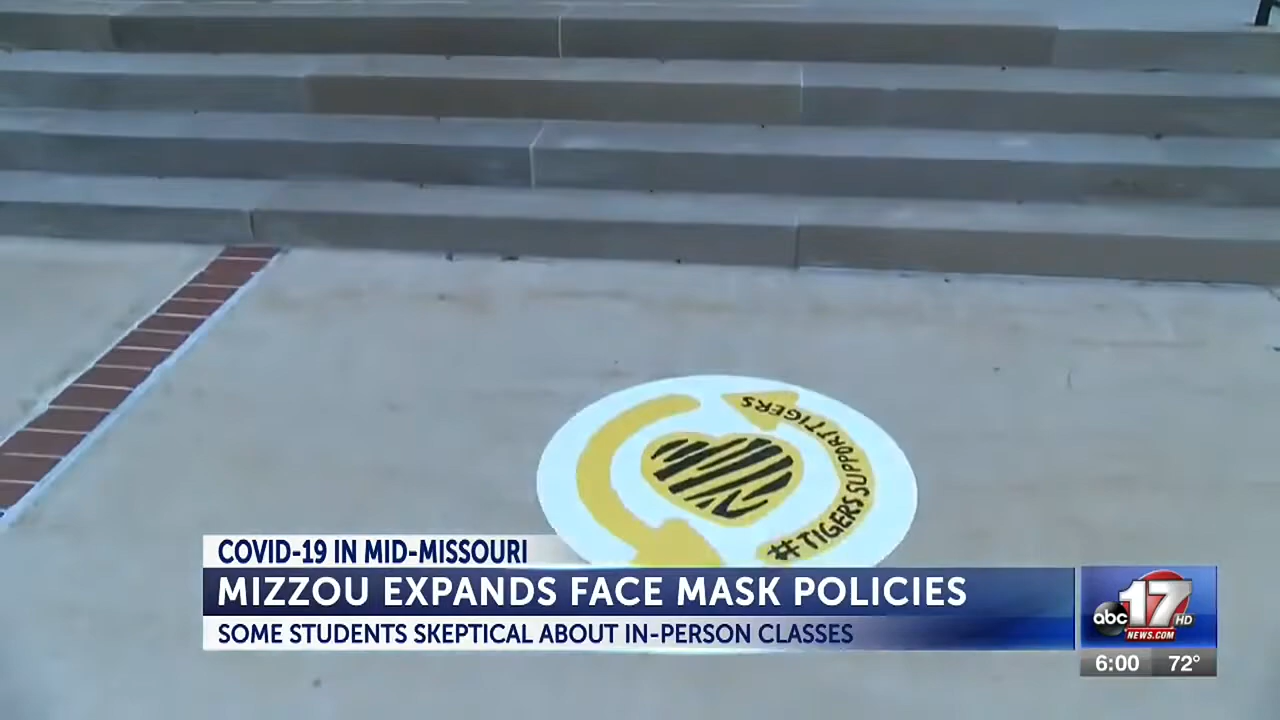 #TIGERSSUPPORTTIGERS
COVID-19 IN MID-MISSOURI
MIZZOU EXPANDS FACE MASK POLICIES
SOME STUDENTS SKEPTICAL ABOUT IN-PERSON CLASSES
abc 17 HD
NEWS.COM
6:00 72°